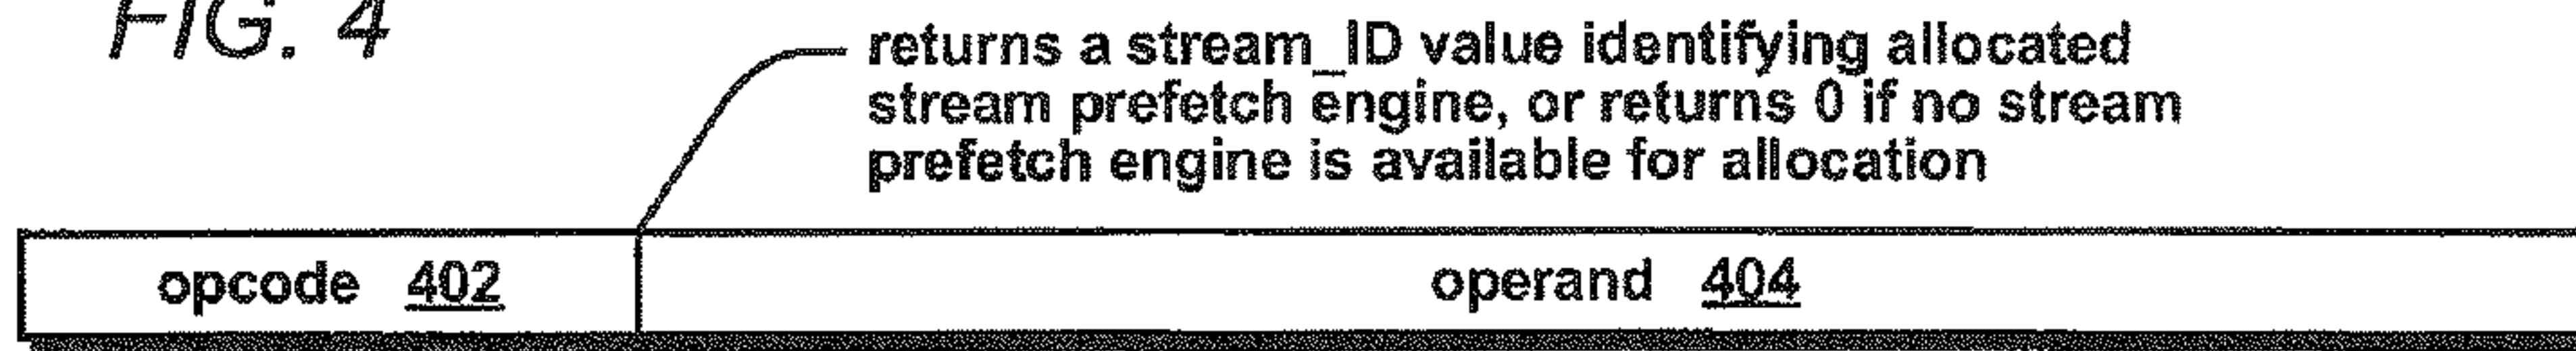 FIG. 4
returns a stream_ID value identifying allocated
stream prefetch engine, or returns 0 if no stream
prefetch engine is available for allocation
opcode 402 operand 404